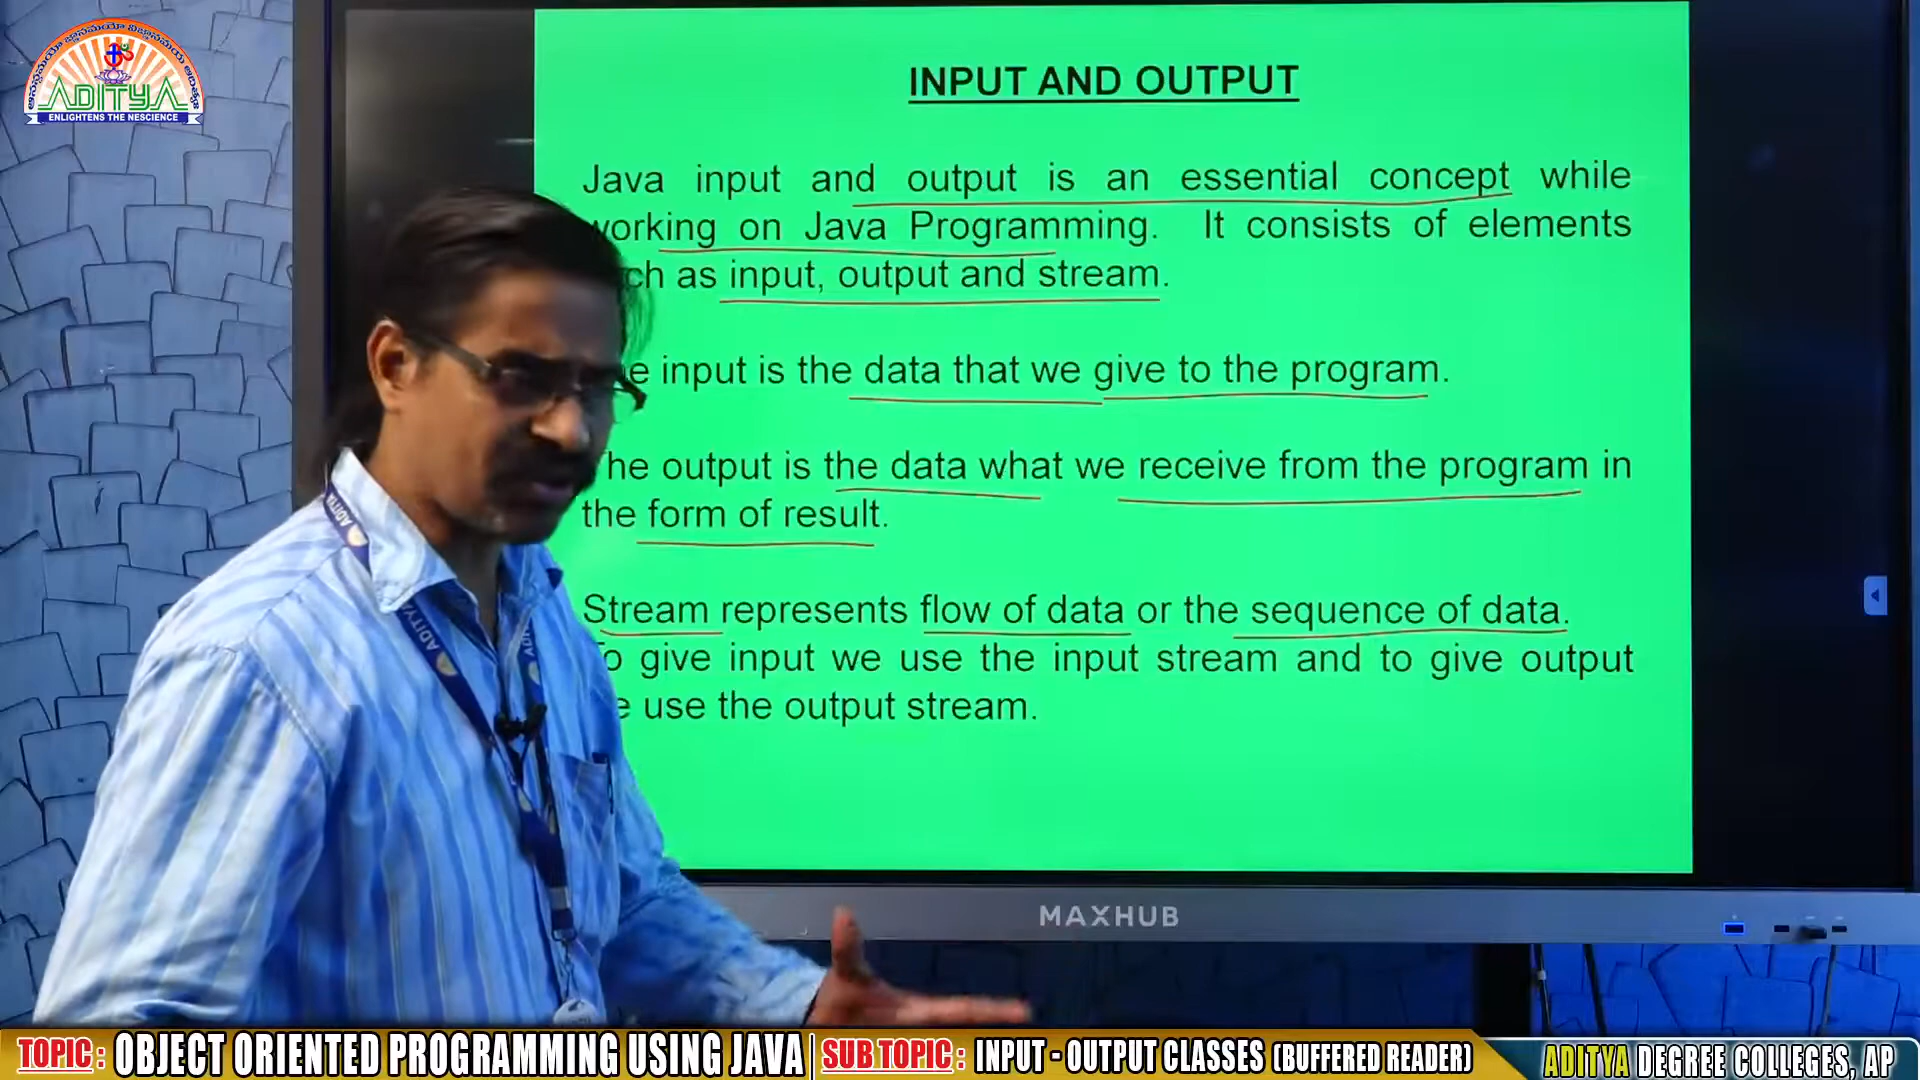 ADITYA
ENLIGHTENS THE NESCIENCE
INPUT AND OUTPUT
Java input and output is an essential concept while
working on Java Programming. It consists of elements
ch as input, output and stream.
e input is the data that we give to the program.
The output is the data what we receive from the program in
the form of result.
Stream represents flow of data or the sequence of data.
To give input we use the input stream and to give output
e use the output stream.
ADITYA
ADITYA
MAXHUB
TOPIC : OBJECT ORIENTED PROGRAMMING USING JAVA | SUB TOPIC : INPUT - OUTPUT CLASSES (BUFFERED READER)
ADITYA DEGREE COLLEGES, AP